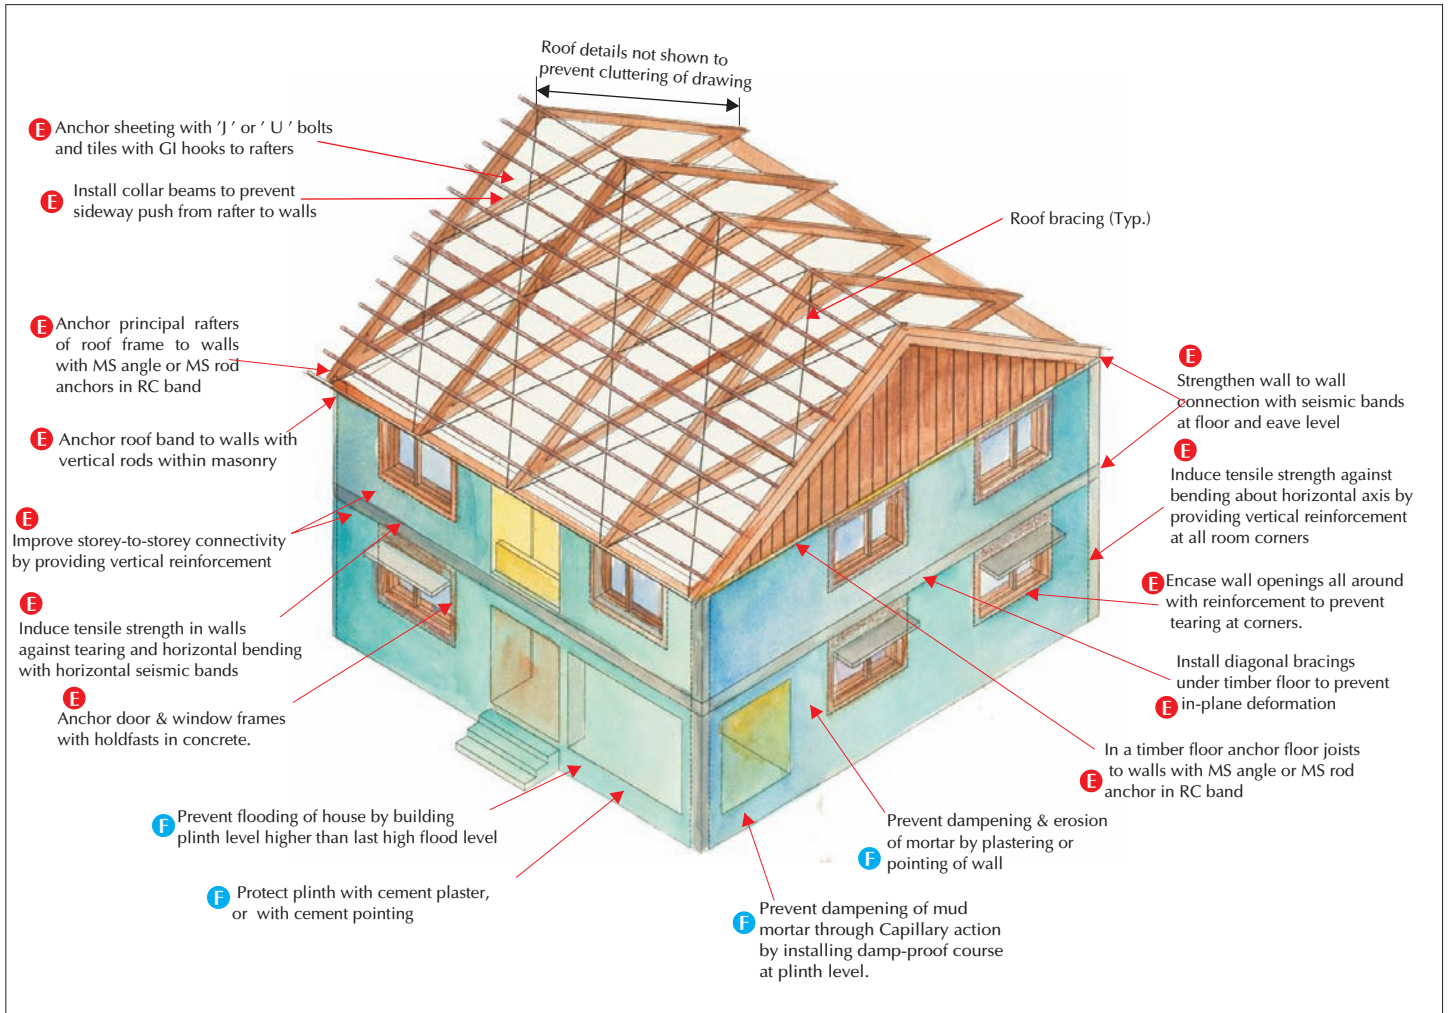 Roof details not shown to
prevent cluttering of drawing
E Anchor sheeting with 'J ' or ' U ' bolts
and tiles with GI hooks to rafters
E Install collar beams to prevent
sideway push from rafter to walls
Roof bracing (Typ.)
E Anchor principal rafters
of roof frame to walls
with MS angle or MS rod
anchors in RC band
E Anchor roof band to walls with
vertical rods within masonry
E
Improve storey-to-storey connectivity
by providing vertical reinforcement
E
Induce tensile strength in walls
against tearing and horizontal bending
with horizontal seismic bands
E
Anchor door & window frames
with holdfasts in concrete.
F Prevent flooding of house by building
plinth level higher than last high flood level
F Protect plinth with cement plaster,
or with cement pointing
E
Strengthen wall to wall
connection with seismic bands
at floor and eave level
E
Induce tensile strength against
bending about horizontal axis by
providing vertical reinforcement
at all room corners
E Encase wall openings all around
with reinforcement to prevent
tearing at corners.
Install diagonal bracings
under timber floor to prevent
E in-plane deformation
In a timber floor anchor floor joists
to walls with MS angle or MS rod
E anchor in RC band
Prevent dampening & erosion
of mortar by plastering or
F pointing of wall
F Prevent dampening of mud
mortar through Capillary action
by installing damp-proof course
at plinth level.